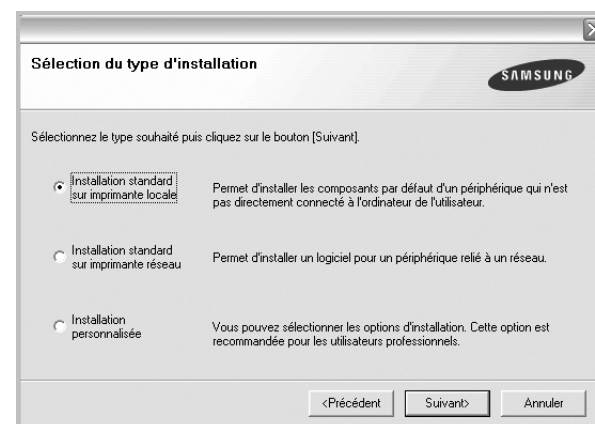 Sélection du type d'installation
SAMSUNG
Sélectionnez le type souhaité puis cliquez sur le bouton [Suivant].
Installation standard
sur imprimante locale
Permet d'installer les composants par défaut d'un périphérique qui n'est
pas directement connecté à l'ordinateur de l'utilisateur.
Installation standard
sur imprimante réseau
Permet d'installer un logiciel pour un périphérique relié à un réseau.
Installation
personnalisée
Vous pouvez sélectionner les options d'installation. Cette option est
recommandée pour les utilisateurs professionnels.
<Précédent
Suivant>
Annuler